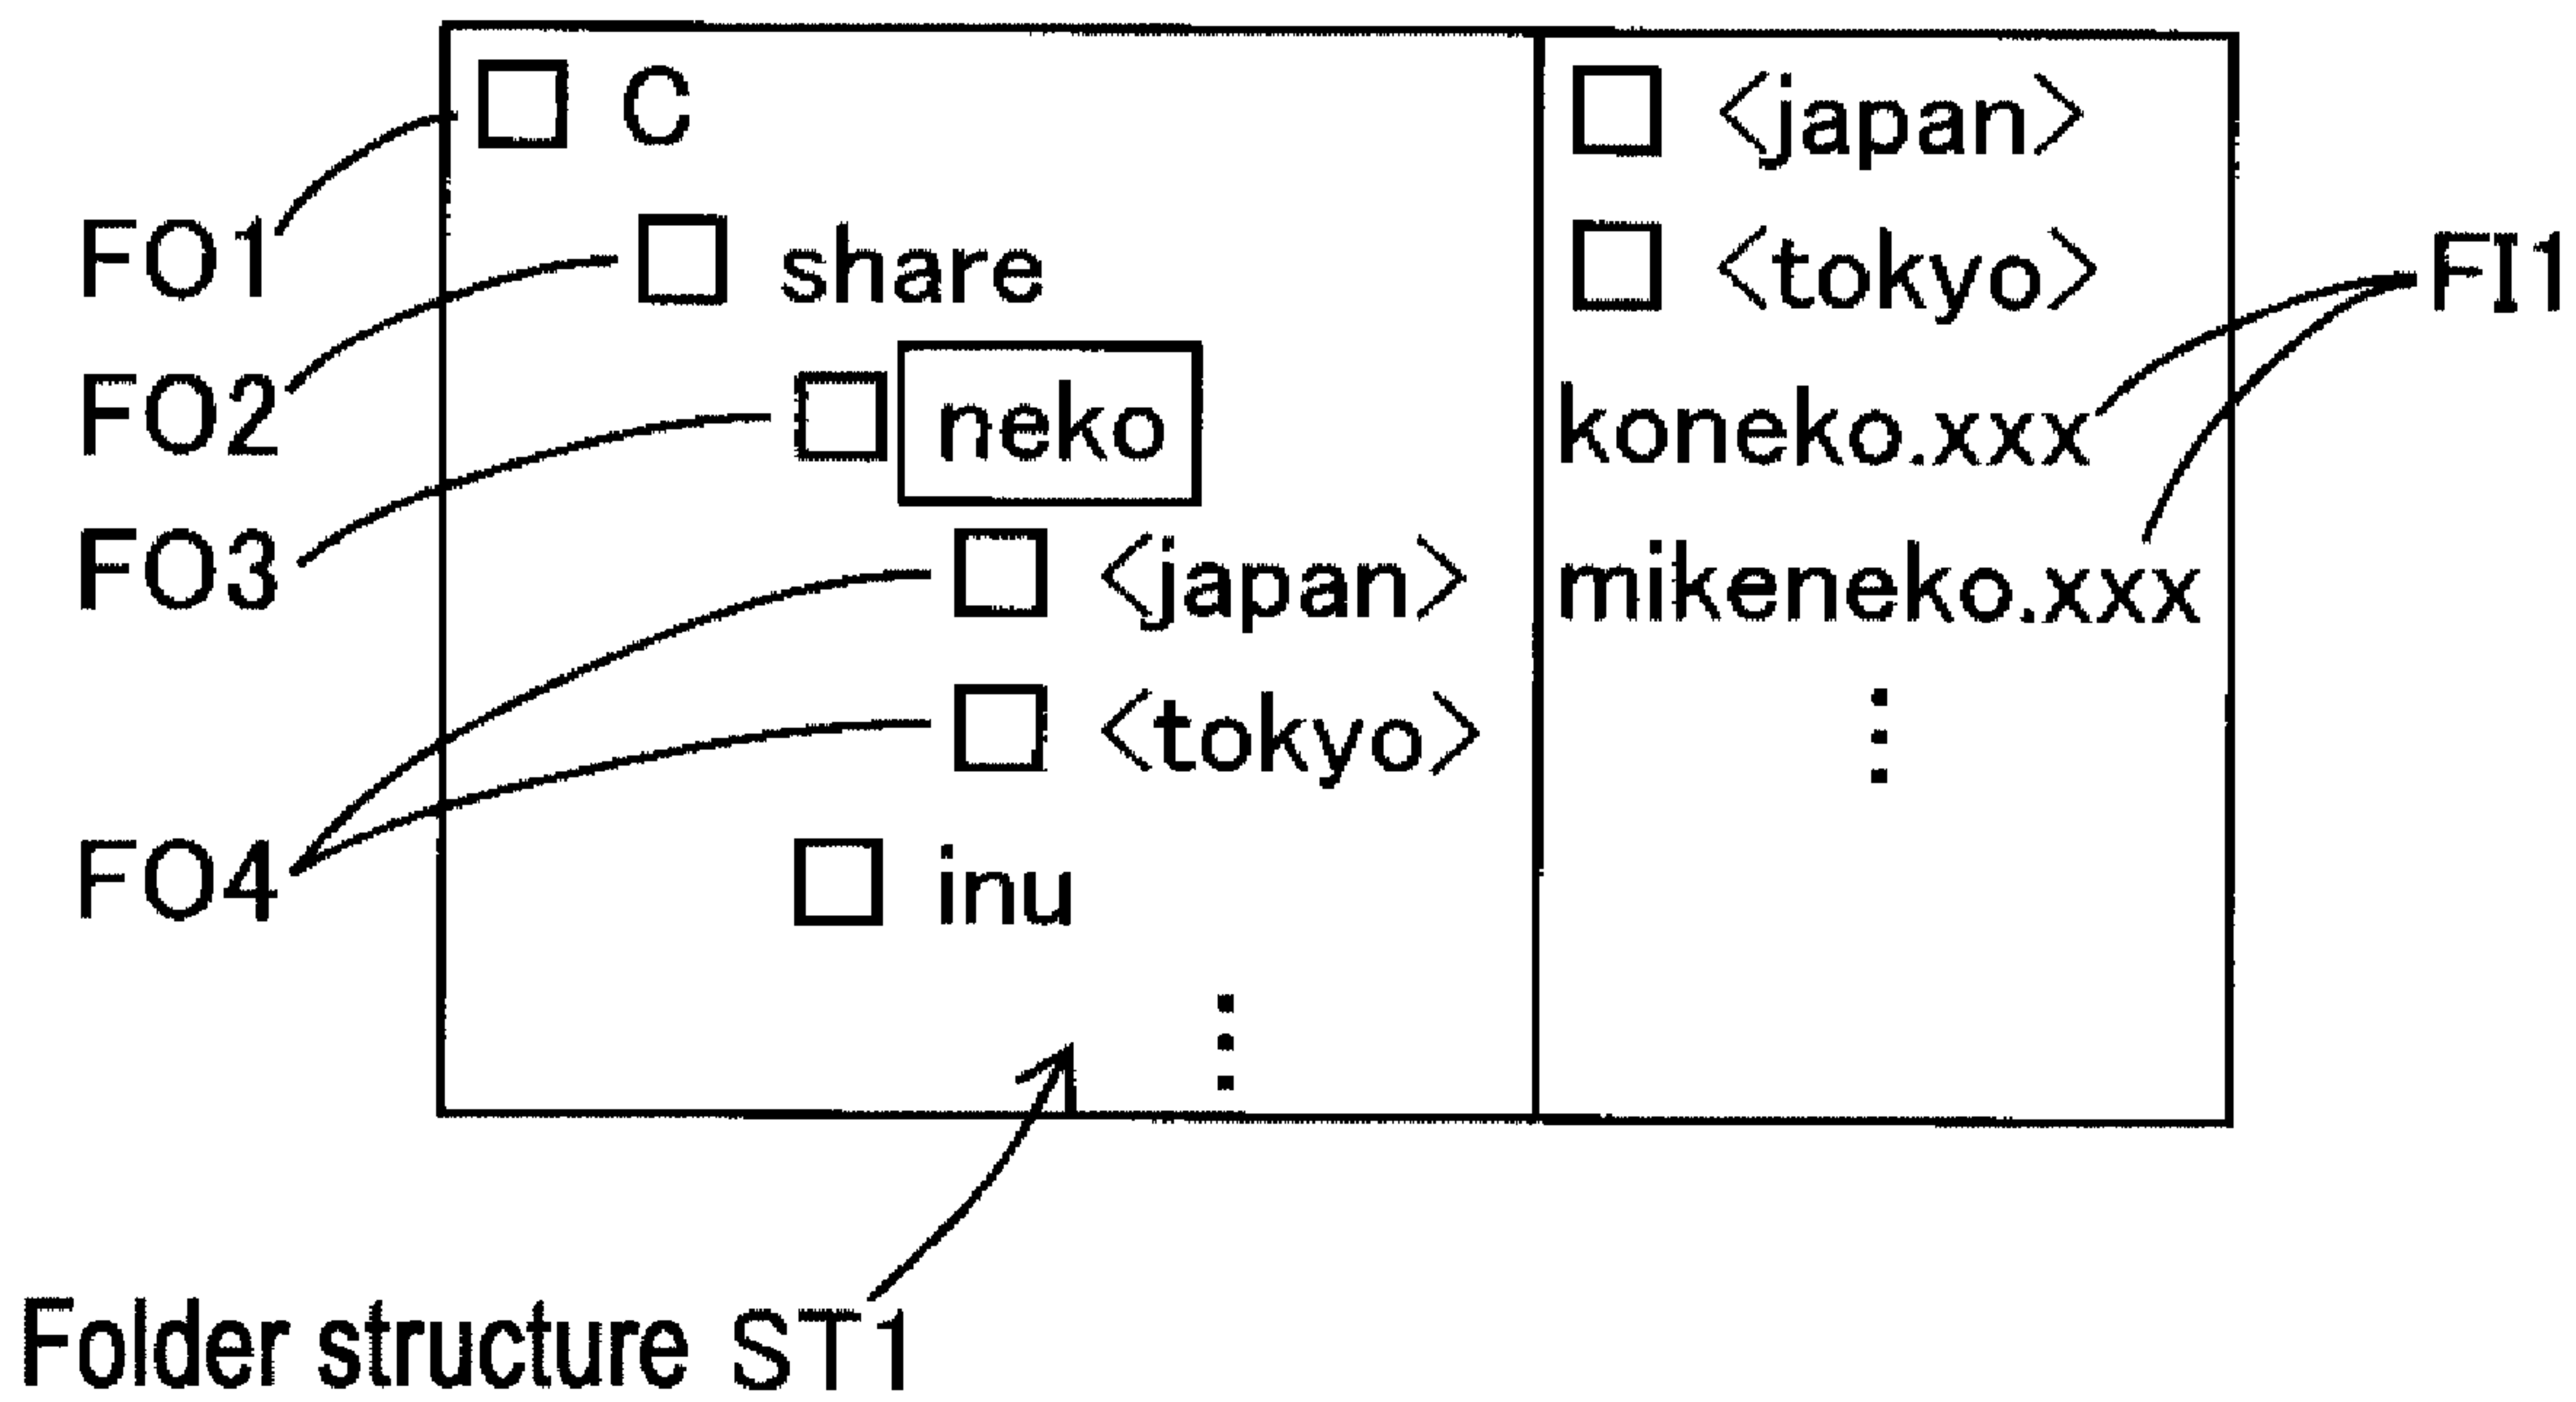 C
<japan>
FO1
share
<tokyo>
FI1
FO2
neko
koneko.xxx
FO3
<japan>
mikeneko.xxx
<tokyo>
FO4
inu
Folder structure ST1